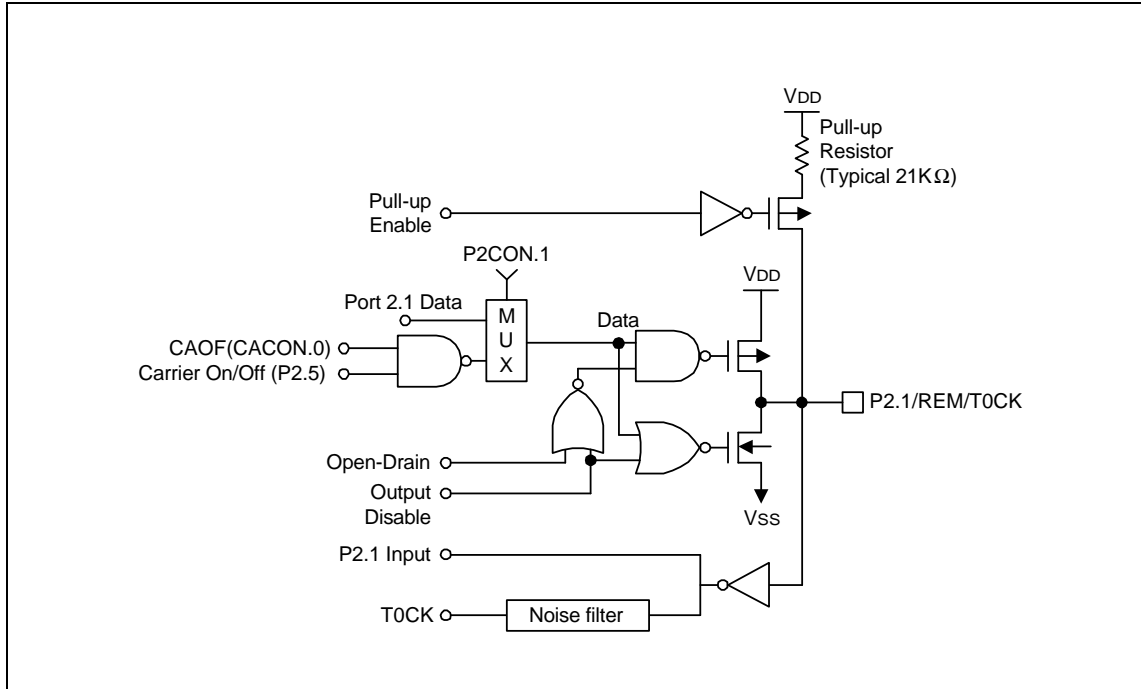 VDD
Pull-up
Resistor
(Typical 21KΩ)
Pull-up
Enable
P2CON.1
VDD
Port 2.1 Data
M
U
X
Data
CAOF(CACON.0)
Carrier On/Off (P2.5)
P2.1/REM/T0CK
Open-Drain
Output
Disable
VSS
P2.1 Input
T0CK
Noise filter